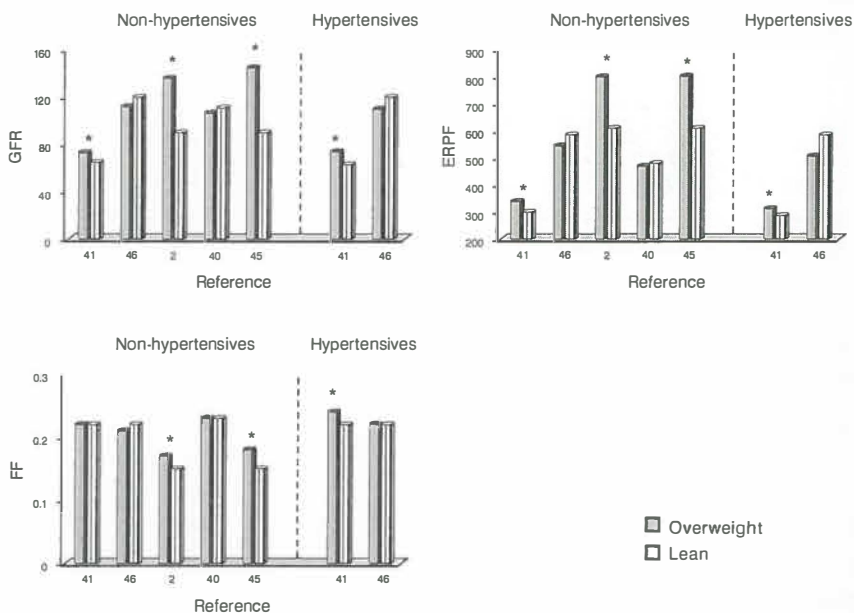 Non-hypertensives Hypertensives
*
*
*
*
160
120
80
40
0
GFR
41 46 2 40 45 41 46
Reference
Non-hypertensives Hypertensives
*
*
*
*
900
800
700
600
500
400
300
200
ERPF
41 46 2 40 45 41 46
Reference
Non-hypertensives Hypertensives
*
*
*
0.3
0.2
0.1
0
FF
41 46 2 40 45 41 46
Reference
Overweight
Lean